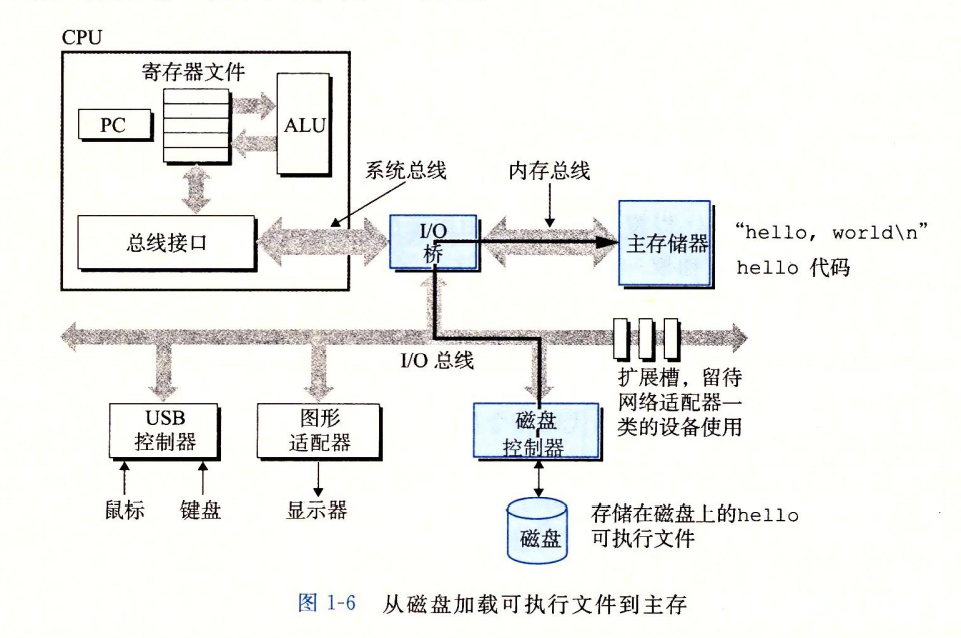 CPU
寄存器文件
PC
ALU
系统总线
内存总线
总线接口
I/O
桥
主存储器
“hello, world\n”
hello 代码
I/O 总线
扩展槽，留待
网络适配器一
类的设备使用
USB
控制器
图形
适配器
磁盘
控制器
鼠标
键盘
显示器
磁盘
存储在磁盘上的hello
可执行文件
图 1-6 从磁盘加载可执行文件到主存